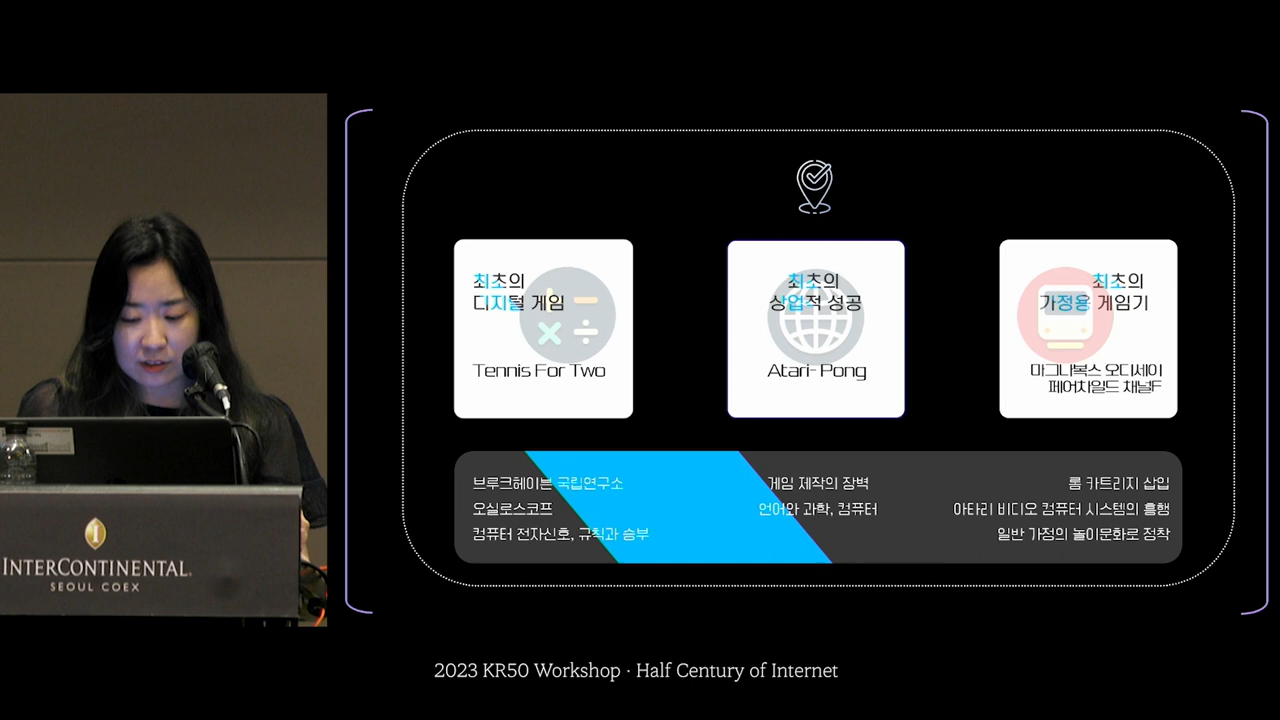 최초의
디지털 게임
Tennis For Two
최초의
상업적 성공
Atari- Pong
최초의
가정용 게임기
마그나복스 오디세이
페어차일드 채널F
브루크헤이븐 국립연구소
오실로스코프
컴퓨터 전자신호, 규칙과 승부
게임 제작의 장벽
언어와 과학, 컴퓨터
롬 카트리지 삽입
아타리 비디오 컴퓨터 시스템의 흥행
일반 가정의 놀이문화로 정착
INTERCONTINENTAL
SEOUL COEX
2023 KR50 Workshop · Half Century of Internet